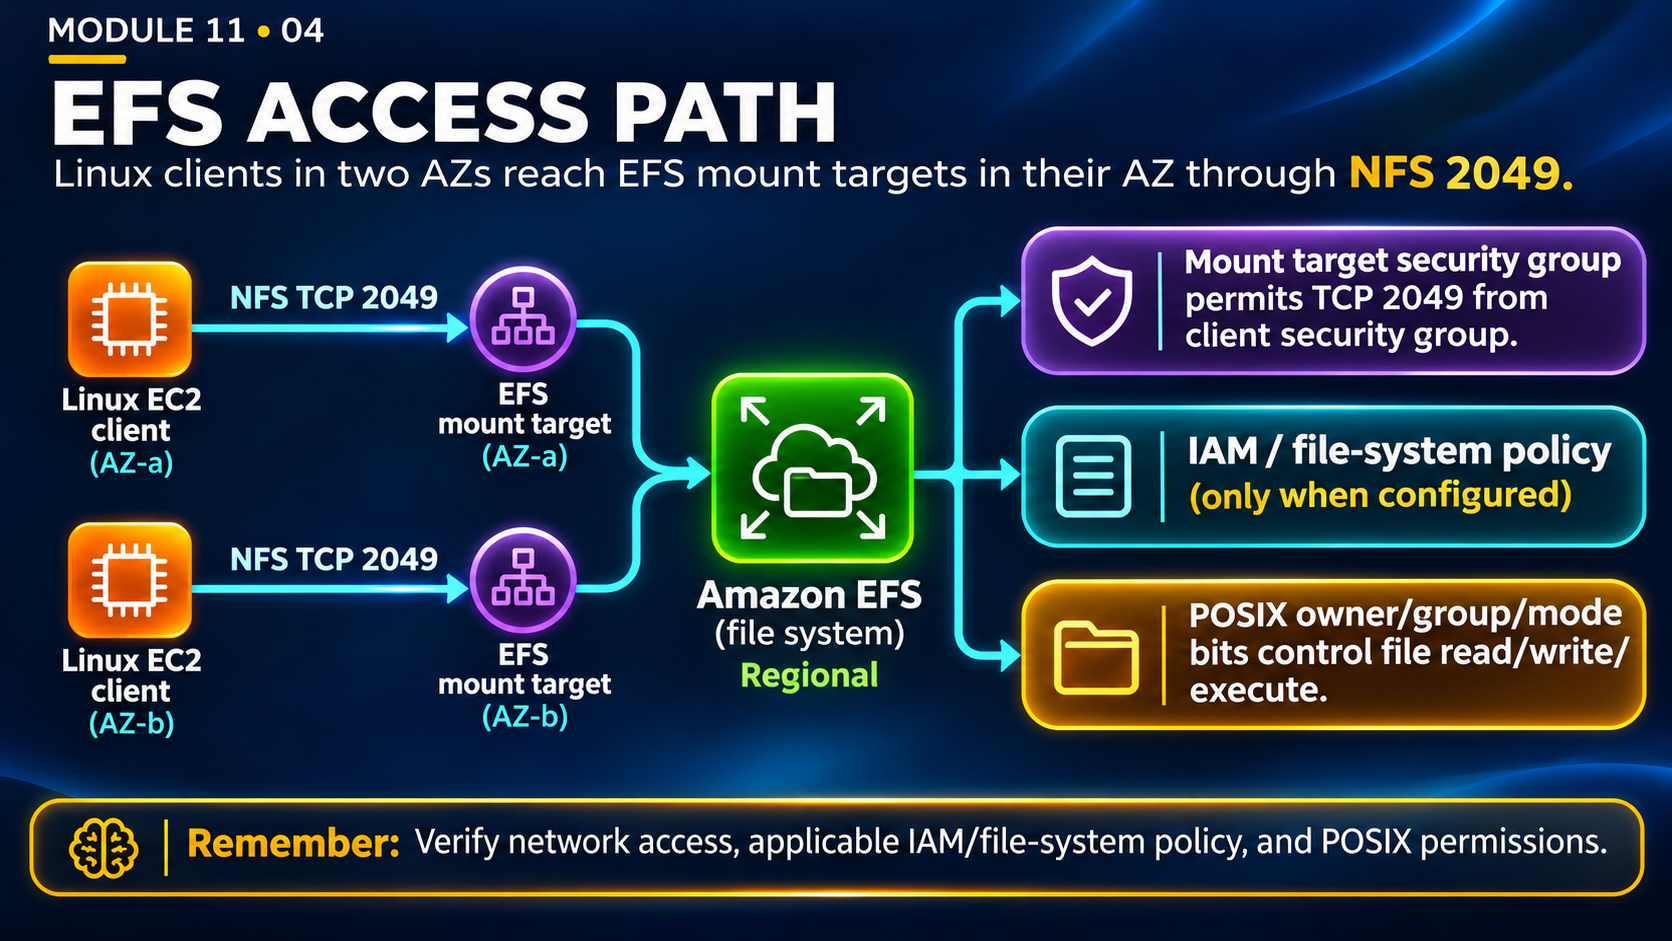 MODULE 11 • 04
EFS ACCESS PATH
Linux clients in two AZs reach EFS mount targets in their AZ through NFS 2049.
NFS TCP 2049
Linux EC2
client
(AZ-a)
EFS
mount target
(AZ-a)
NFS TCP 2049
Linux EC2
client
(AZ-b)
EFS
mount target
(AZ-b)
Amazon EFS
(file system)
Regional
Mount target security group
permits TCP 2049 from
client security group.
IAM / file-system policy
(only when configured)
POSIX owner/group/mode
bits control file read/write/
execute.
Remember: Verify network access, applicable IAM/file-system policy, and POSIX permissions.